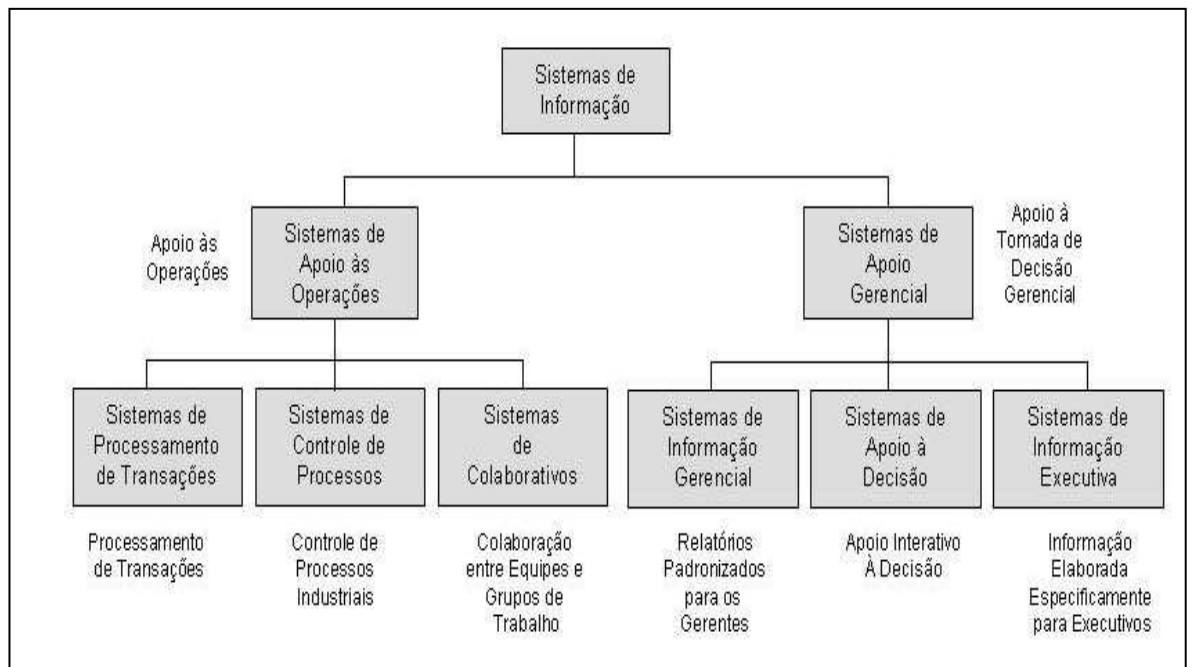 Sistemas de
Informação
Apoio às
Operações
Sistemas de
Apoio às
Operações
Sistemas de
Apoio
Gerencial
Apoio à
Tomada de
Decisão
Gerencial
Sistemas de
Processamento
de Transações
Sistemas de
Controle de
Processos
Sistemas
de
Colaborativos
Sistemas de
Informação
Gerencial
Sistemas de
Apoio à
Decisão
Sistemas de
Informação
Executiva
Processamento
de Transações
Controle de
Processos
Industriais
Colaboração
entre Equipes e
Grupos de
Trabalho
Relatórios
Padronizados
para os
Gerentes
Apoio Interativo
À Decisão
Informação
Elaborada
Especificamente
para Executivos